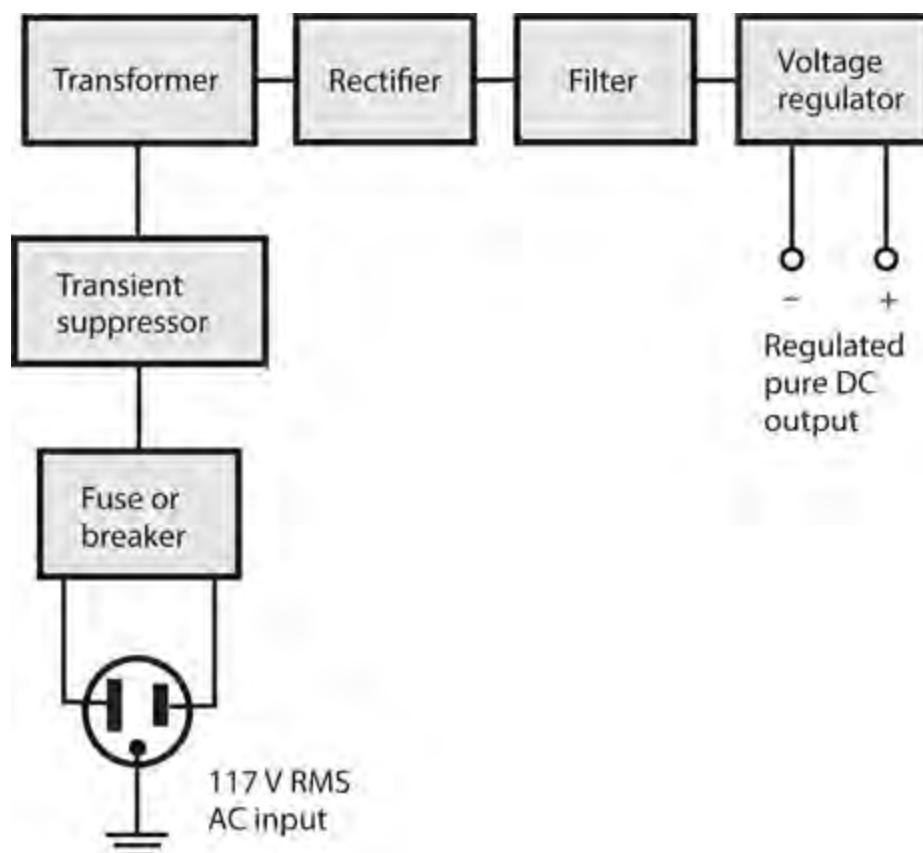 Transformer
Rectifier
Filter
Voltage
regulator
Transient
suppressor
− +
Regulated
pure DC
output
Fuse or
breaker
117 V RMS
AC input